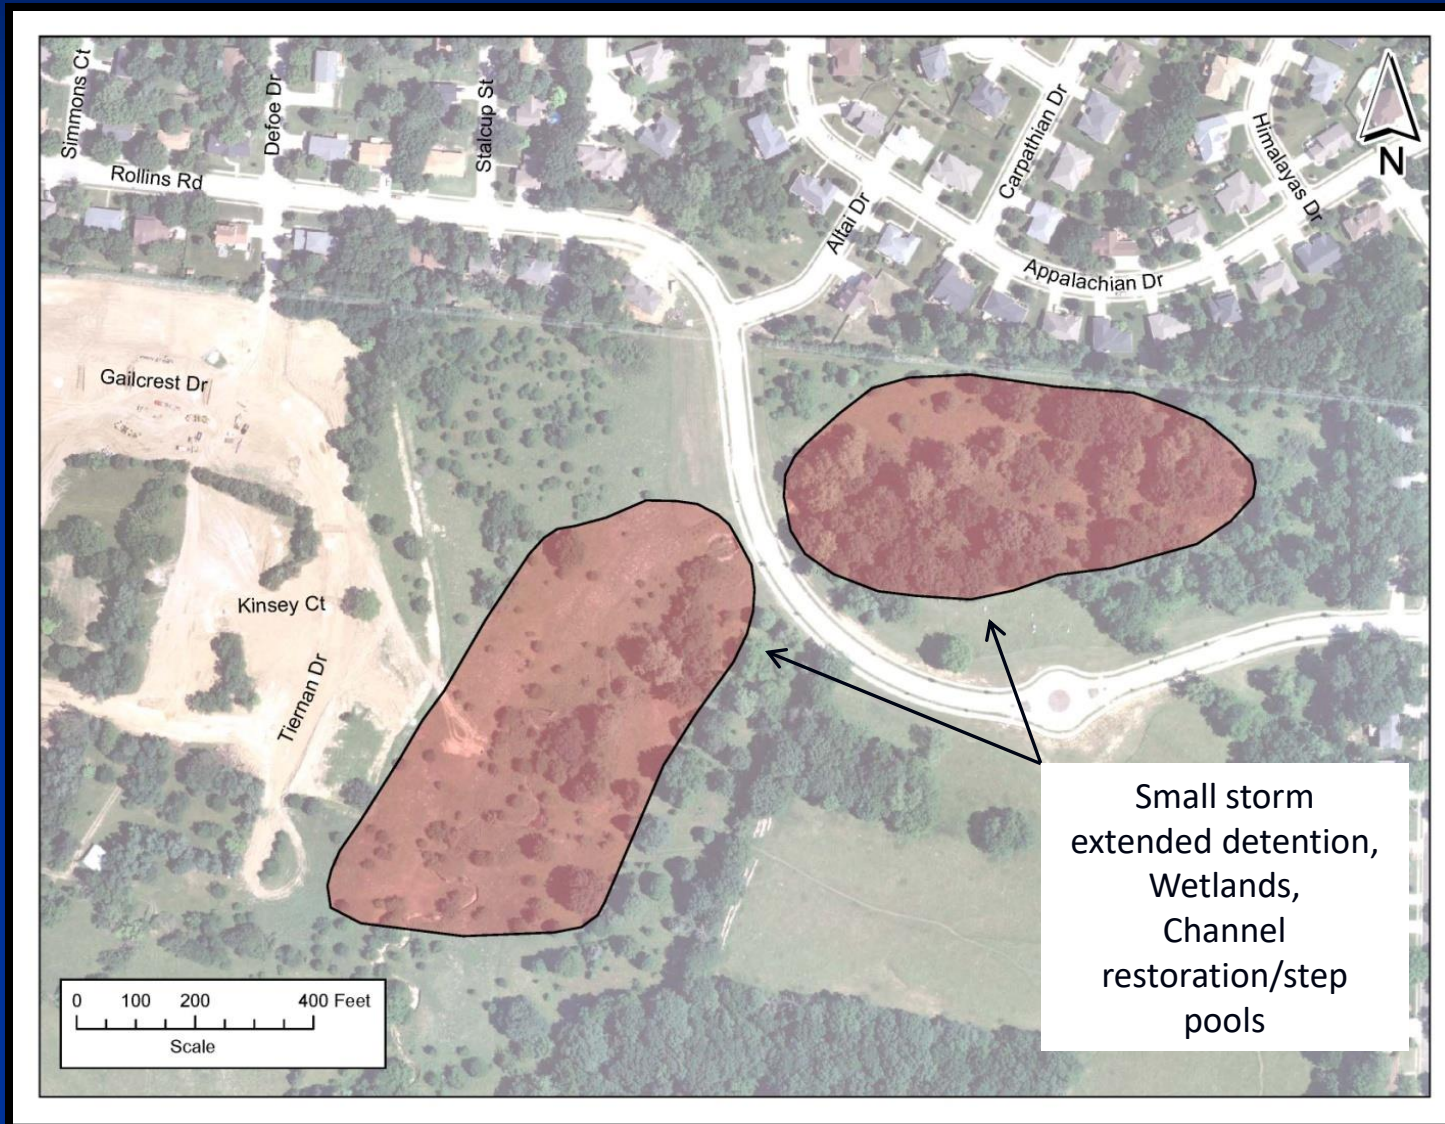 Simmons Ct
Defoe Dr
Stalcup St
Rollins Rd
Carpathian Dr
Himalayas Dr
N
Altai Dr
Appalachian Dr
Gailcrest Dr
Kinsey Ct
Tiernan Dr
Small storm
extended detention,
Wetlands,
Channel
restoration/step
pools
0 100 200 400 Feet
Scale